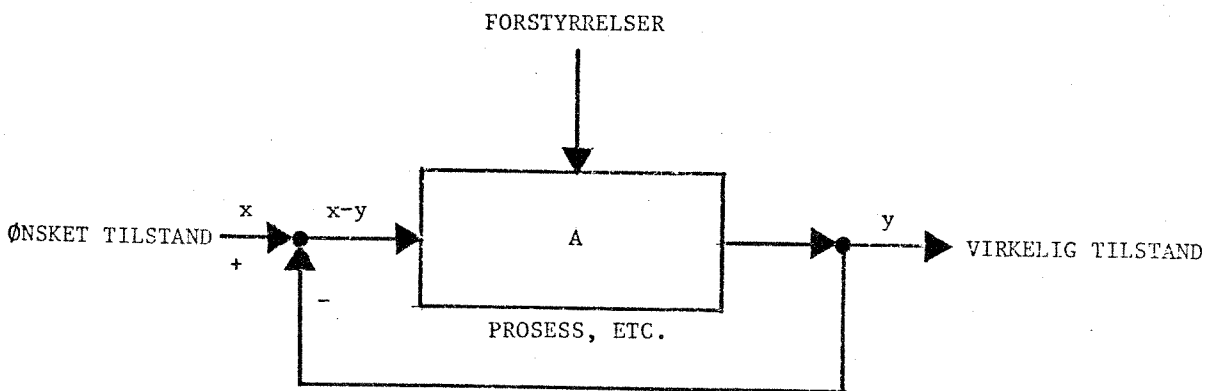 FORSTYRRELSER
x
x-y
y
ØNSKET TILSTAND
A
VIRKELIG TILSTAND
+
-
PROSESS, ETC.